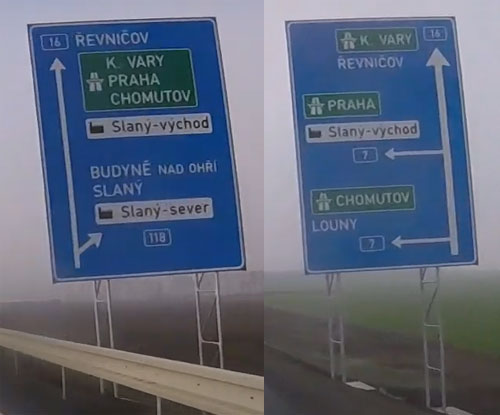 16 ŘEVNIČOV
K. VARY
PRAHA
CHOMUTOV
Slaný-východ
BUDYNĚ NAD OHŘÍ
SLANÝ
Slaný-sever
118
K. VARY 16
ŘEVNIČOV
PRAHA
Slaný-východ
7
CHOMUTOV
LOUNY
7